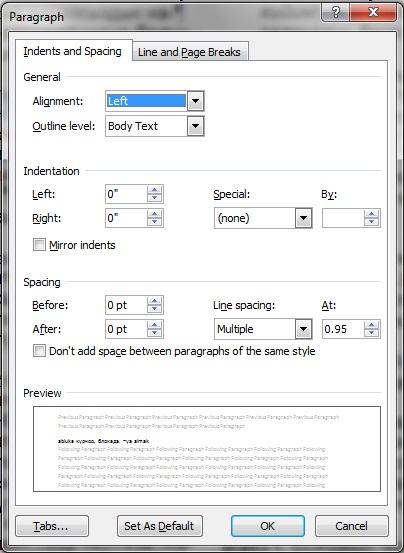 Paragraph
Indents and Spacing Line and Page Breaks
General
Alignment: Left
Outline level: Body Text
Indentation
Left: 0" Special: By:
Right: 0" (none)
Mirror indents
Spacing
Before: 0 pt Line spacing: At:
After: 0 pt Multiple 0.95
Don't add space between paragraphs of the same style
Preview
Previous Paragraph Previous Paragraph Previous Paragraph Previous Paragraph Previous Paragraph
Previous Paragraph Previous Paragraph Previous Paragraph Previous Paragraph
Following Paragraph Following Paragraph Following Paragraph Following Paragraph Following
Paragraph Following Paragraph Following Paragraph Following Paragraph Following Paragraph
Following Paragraph Following Paragraph Following Paragraph Following Paragraph Following
Paragraph Following Paragraph Following Paragraph Following Paragraph Following Paragraph
Following Paragraph Following Paragraph Following Paragraph Following Paragraph Following
Tabs... Set As Default OK Cancel